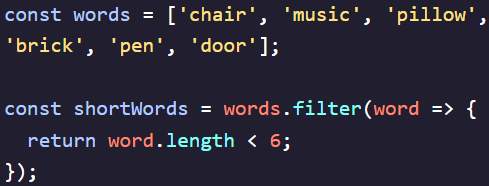 const words = ['chair', 'music', 'pillow',
'brick', 'pen', 'door'];
const shortWords = words.filter(word => {
return word.length < 6;
});